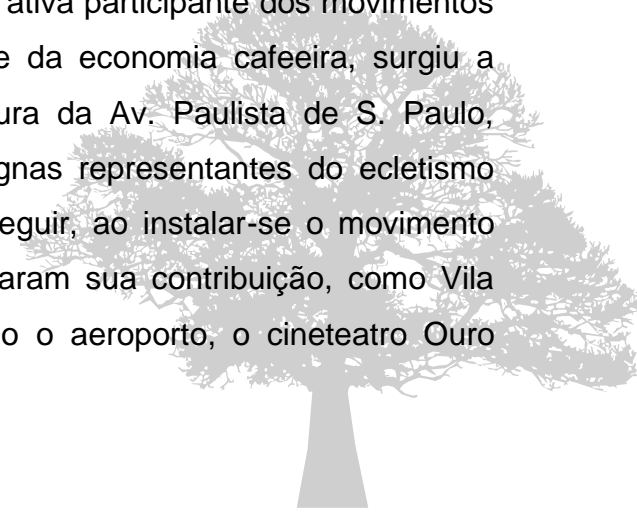 ativa participante dos movimentos
e da economia cafeeira, surgiu a
ura da Av. Paulista de S. Paulo,
gnas representantes do ecletismo
eguir, ao instalar-se o movimento
aram sua contribuição, como Vila
o o aeroporto, o cineteatro Ouro